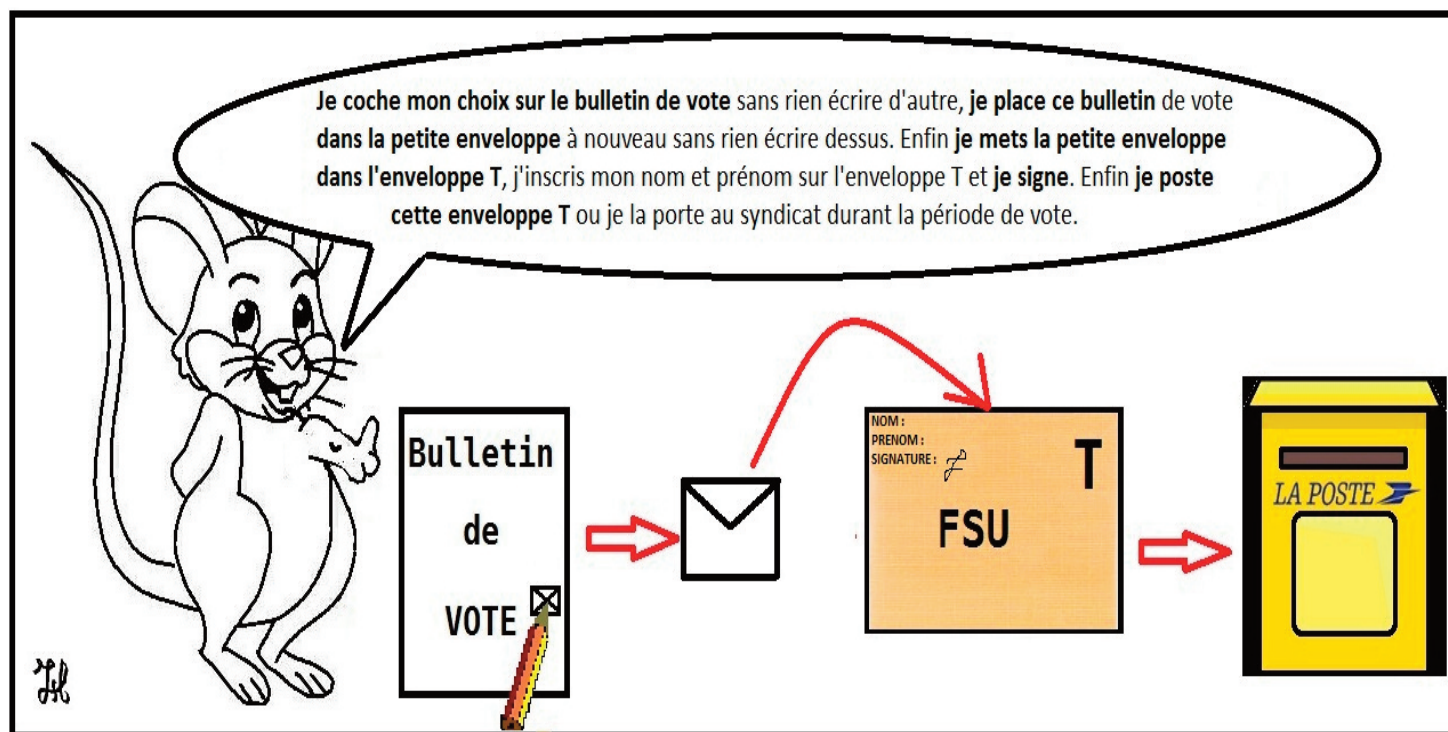 Je coche mon choix sur le bulletin de vote sans rien écrire d'autre, je place ce bulletin de vote
dans la petite enveloppe à nouveau sans rien écrire dessus. Enfin je mets la petite enveloppe
dans l'enveloppe T, j'inscris mon nom et prénom sur l'enveloppe T et je signe. Enfin je poste
cette enveloppe T ou je la porte au syndicat durant la période de vote.
Bulletin
de
VOTE
NOM :
PRENOM :
SIGNATURE :
T
FSU
LA POSTE